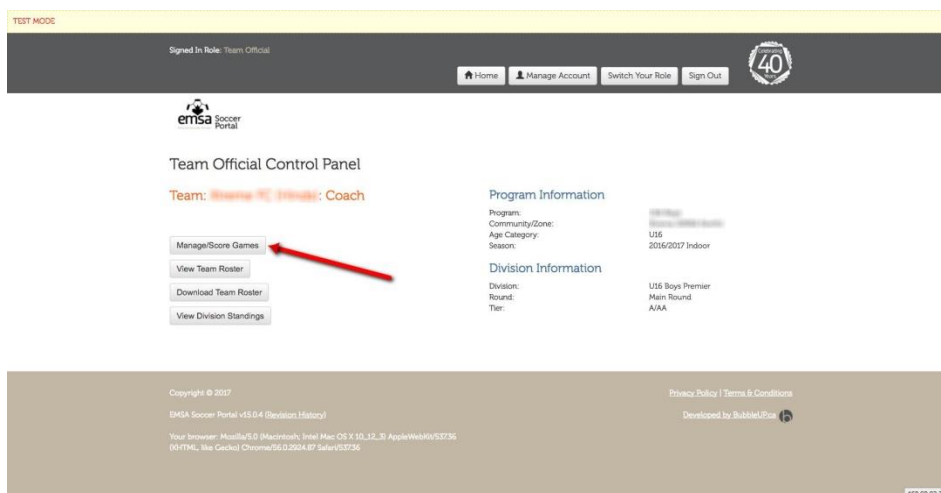 TEST MODE
Signed In Role: Team Official
Home
Manage Account
Switch Your Role
Sign Out
Celebrating
40
Years
emsa Soccer
Portal
Team Official Control Panel
Team: : Coach
Manage/Score Games
View Team Roster
Download Team Roster
View Division Standings
Program Information
Program:
Community/Zone:
Age Category: U16
Season: 2016/2017 Indoor
Division Information
Division: U16 Boys Premier
Round: Main Round
Tier: A/AA
Copyright © 2017
Privacy Policy | Terms & Conditions
EMSA Soccer Portal v15.0.4 (Revision History)
Developed by BubbleUP.ca
Your browser: Mozilla/5.0 (Macintosh; Intel Mac OS X 10_12_3) AppleWebKit/537.36
(KHTML, like Gecko) Chrome/56.0.2924.87 Safari/537.36